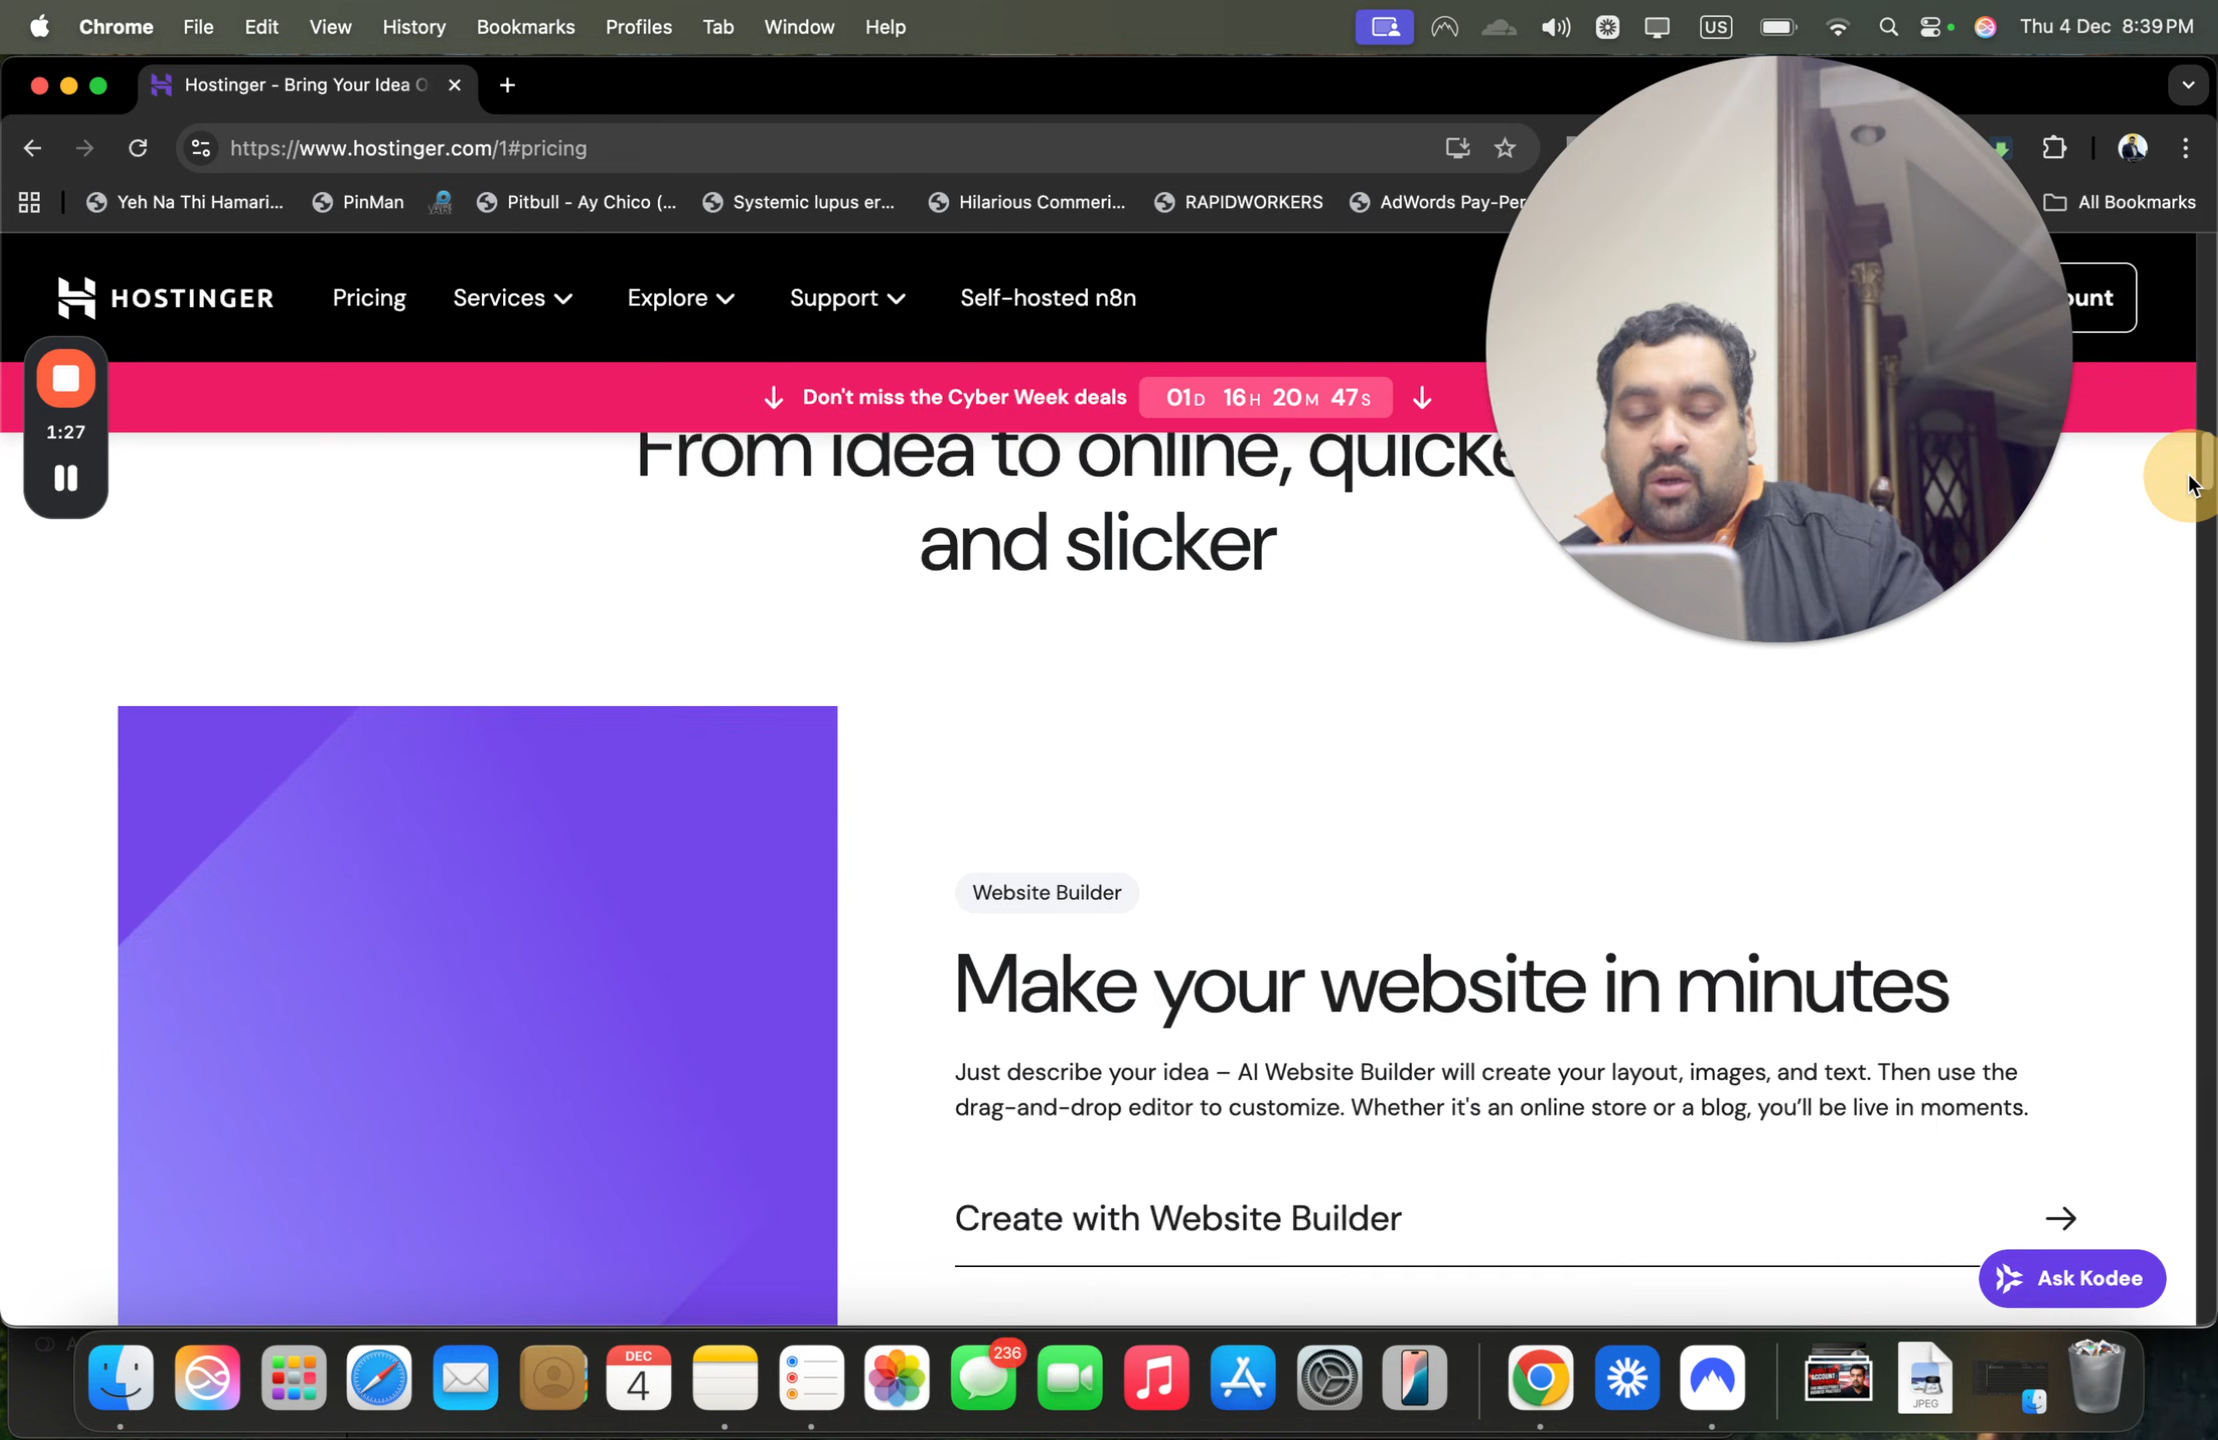 Chrome File Edit View History Bookmarks Profiles Tab Window Help US Thu 4 Dec 8:39 PM
Hostinger - Bring Your Idea O
https://www.hostinger.com/1#pricing
Yeh Na Thi Hamari... PinMan Pitbull - Ay Chico (... Systemic lupus er... Hilarious Commeri... RAPIDWORKERS AdWords Pay-Per All Bookmarks
HOSTINGER Pricing Services Explore Support Self-hosted n8n ount
Don't miss the Cyber Week deals 01D 16H 20M 47S
1:27
From idea to online, quicke
and slicker
Website Builder
Make your website in minutes
Just describe your idea – AI Website Builder will create your layout, images, and text. Then use the
drag-and-drop editor to customize. Whether it's an online store or a blog, you’ll be live in moments.
Create with Website Builder
Ask Kodee
DEC
4
236
ACCOUNT
JPEG